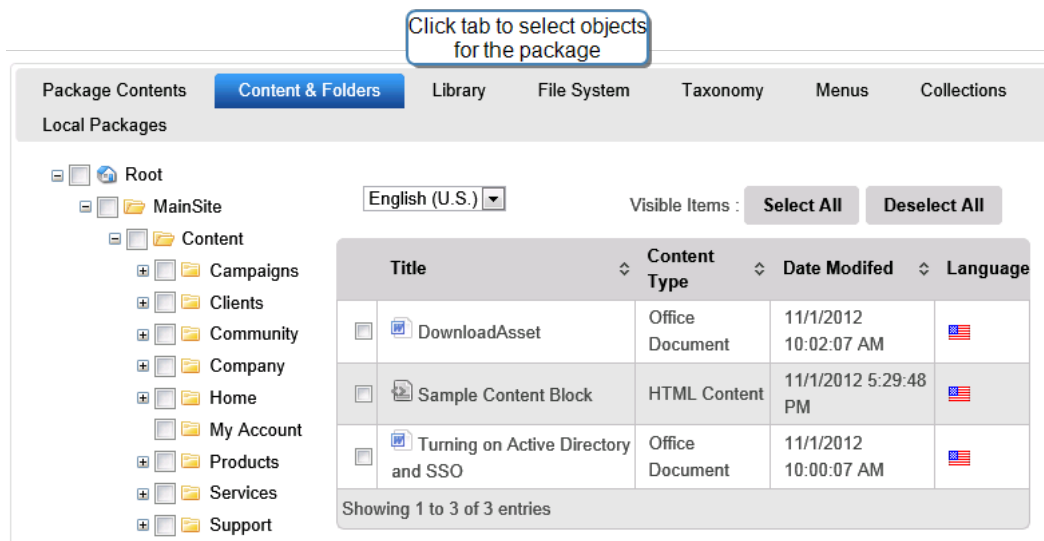 Click tab to select objects
for the package
Package Contents Content & Folders Library File System Taxonomy Menus Collections
Local Packages
Root
MainSite
Content
Campaigns
Clients
Community
Company
Home
My Account
Products
Services
Support
English (U.S.) Visible Items : Select All Deselect All
Title Content Type Date Modifed Language
DownloadAsset Office Document 11/1/2012 10:02:07 AM
Sample Content Block HTML Content 11/1/2012 5:29:48 PM
Turning on Active Directory and SSO Office Document 11/1/2012 10:00:07 AM
Showing 1 to 3 of 3 entries